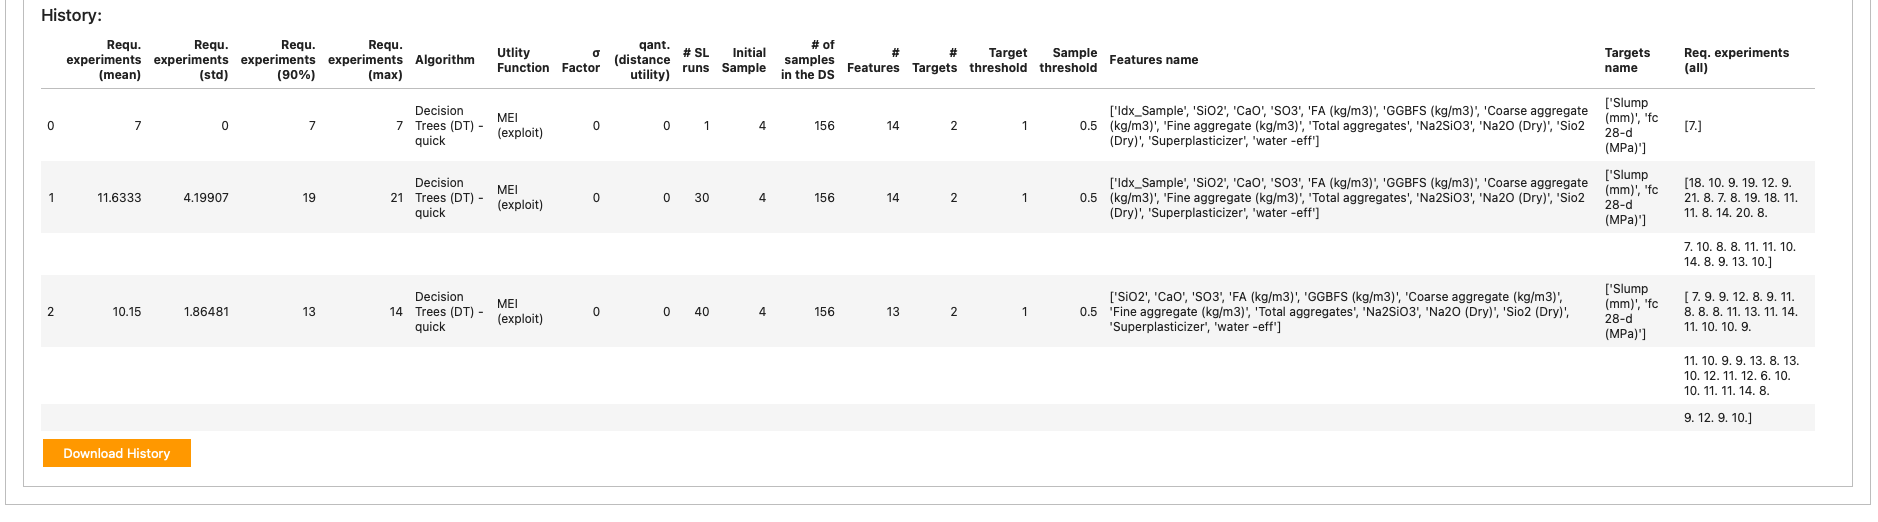 History:
Requ. experiments (mean) Requ. experiments (std) Requ. experiments (90%) Requ. experiments (max) Algorithm Utlity Function σ Factor qant. (distance utility) # SL runs Initial Sample # of samples in the DS # Features # Targets Target threshold Sample threshold Features name Targets name Req. experiments (all)
0 7 0 7 7 Decision Trees (DT) - quick MEI (exploit) 0 0 1 4 156 14 2 1 0.5 ['Idx_Sample', 'SiO2', 'CaO', 'SO3', 'FA (kg/m3)', 'GGBFS (kg/m3)', 'Coarse aggregate (kg/m3)', 'Fine aggregate (kg/m3)', 'Total aggregates', 'Na2SiO3', 'Na2O (Dry)', 'Sio2 (Dry)', 'Superplasticizer', 'water -eff'] ['Slump (mm)', 'fc 28-d (MPa)'] [7.]
1 11.6333 4.19907 19 21 Decision Trees (DT) - quick MEI (exploit) 0 0 30 4 156 14 2 1 0.5 ['Idx_Sample', 'SiO2', 'CaO', 'SO3', 'FA (kg/m3)', 'GGBFS (kg/m3)', 'Coarse aggregate (kg/m3)', 'Fine aggregate (kg/m3)', 'Total aggregates', 'Na2SiO3', 'Na2O (Dry)', 'Sio2 (Dry)', 'Superplasticizer', 'water -eff'] ['Slump (mm)', 'fc 28-d (MPa)'] [18. 10. 9. 19. 12. 9. 21. 8. 7. 8. 19. 18. 11. 11. 8. 14. 20. 8.
7. 10. 8. 8. 11. 11. 10. 14. 8. 9. 13. 10.]
2 10.15 1.86481 13 14 Decision Trees (DT) - quick MEI (exploit) 0 0 40 4 156 13 2 1 0.5 ['SiO2', 'CaO', 'SO3', 'FA (kg/m3)', 'GGBFS (kg/m3)', 'Coarse aggregate (kg/m3)', 'Fine aggregate (kg/m3)', 'Total aggregates', 'Na2SiO3', 'Na2O (Dry)', 'Sio2 (Dry)', 'Superplasticizer', 'water -eff'] ['Slump (mm)', 'fc 28-d (MPa)'] [ 7. 9. 9. 12. 8. 9. 11. 8. 8. 8. 11. 13. 11. 14. 11. 10. 10. 9.
11. 10. 9. 9. 13. 8. 13. 10. 12. 11. 12. 6. 10. 10. 11. 11. 14. 8.
9. 12. 9. 10.]
Download History